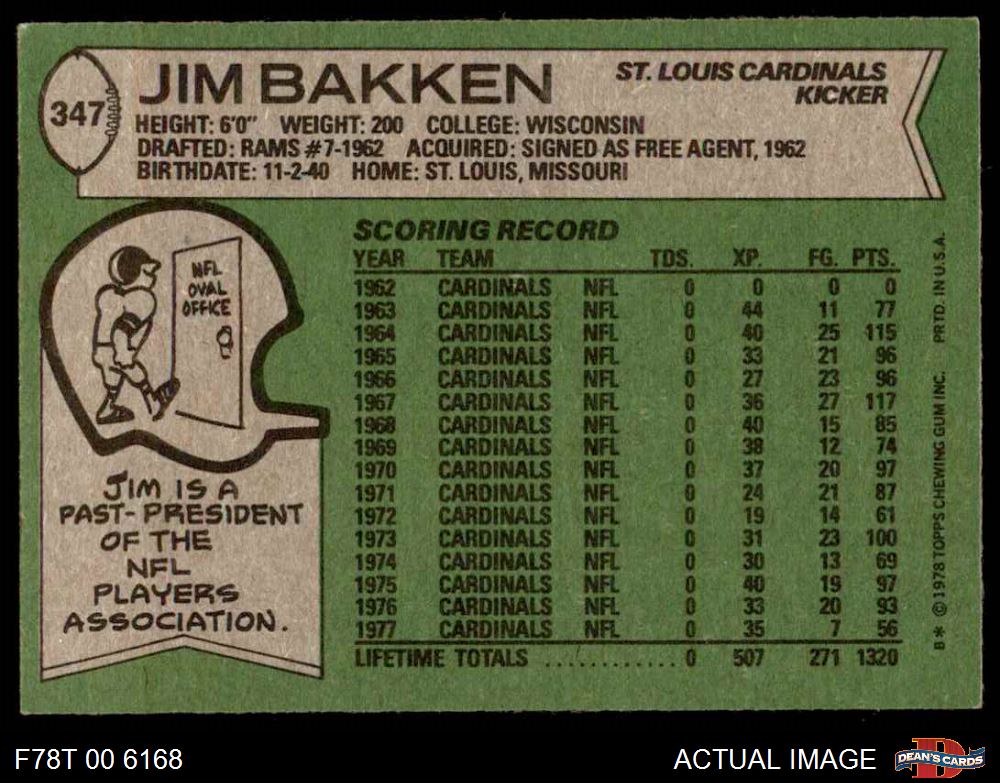 347
JIM BAKKEN
ST. LOUIS CARDINALS
KICKER
HEIGHT: 6'0" WEIGHT: 200 COLLEGE: WISCONSIN
DRAFTED: RAMS #7-1962 ACQUIRED: SIGNED AS FREE AGENT, 1962
BIRTHDATE: 11-2-40 HOME: ST. LOUIS, MISSOURI
NFL
OVAL
OFFICE
JIM IS A
PAST-PRESIDENT
OF THE
NFL
PLAYERS
ASSOCIATION.
SCORING RECORD
YEAR TEAM TDS. XP. FG. PTS.
1962 CARDINALS NFL 0 0 0 0
1963 CARDINALS NFL 0 44 11 77
1964 CARDINALS NFL 0 40 25 115
1965 CARDINALS NFL 0 33 21 96
1966 CARDINALS NFL 0 27 23 96
1967 CARDINALS NFL 0 36 27 117
1968 CARDINALS NFL 0 40 15 85
1969 CARDINALS NFL 0 38 12 74
1970 CARDINALS NFL 0 37 20 97
1971 CARDINALS NFL 0 24 21 87
1972 CARDINALS NFL 0 19 14 61
1973 CARDINALS NFL 0 31 23 100
1974 CARDINALS NFL 0 30 13 69
1975 CARDINALS NFL 0 40 19 97
1976 CARDINALS NFL 0 33 20 93
1977 CARDINALS NFL 0 35 7 56
LIFETIME TOTALS ............ 0 507 271 1320
B* © 1978 TOPPS CHEWING GUM INC. PRTD. IN U.S.A.
F78T 00 6168
ACTUAL IMAGE
D
DEAN'S CARDS